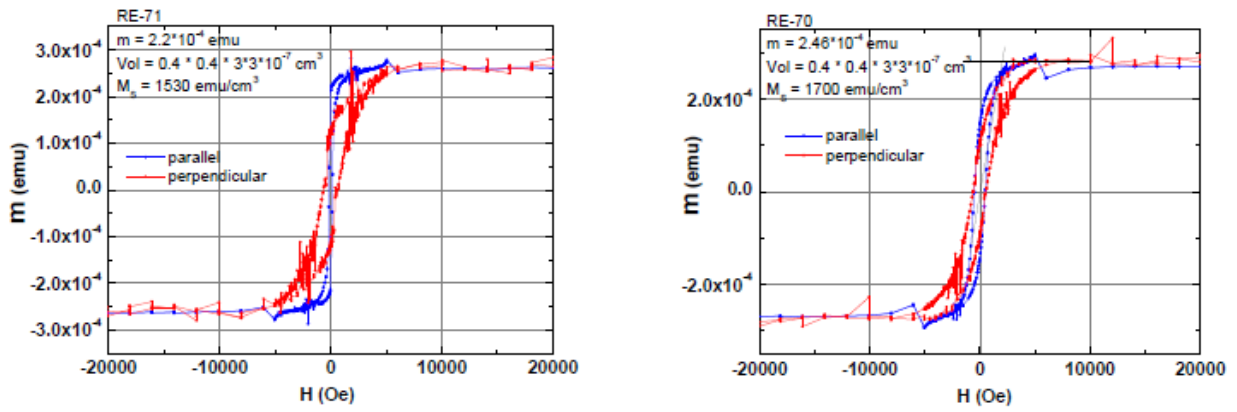 RE-71
m = 2.2*10⁻⁴ emu
Vol = 0.4 * 0.4 * 3*3*10⁻⁷ cm³
Mₛ = 1530 emu/cm³
3.0x10⁻⁴
2.0x10⁻⁴
1.0x10⁻⁴
0.0
-1.0x10⁻⁴
-2.0x10⁻⁴
-3.0x10⁻⁴
m (emu)
parallel
perpendicular
-20000 -10000 0 10000 20000
H (Oe)
RE-70
m = 2.46*10⁻⁴ emu
Vol = 0.4 * 0.4 * 3*3*10⁻⁷ cm³
Mₛ = 1700 emu/cm³
2.0x10⁻⁴
0.0
-2.0x10⁻⁴
m (emu)
parallel
perpendicular
-20000 -10000 0 10000 20000
H (Oe)